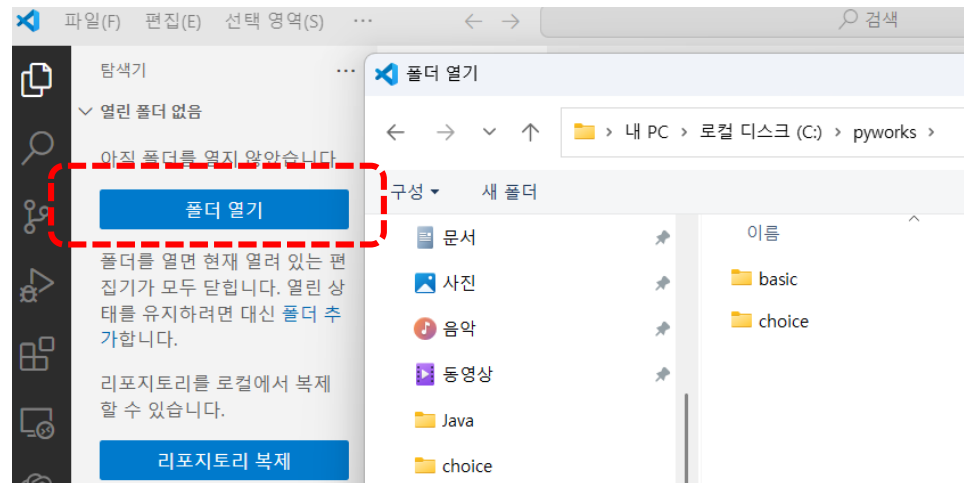 파일(F) 편집(E) 선택 영역(S) ··· ← → 검색
탐색기 ···
열린 폴더 없음
아직 폴더를 열지 않았습니다.
폴더 열기
폴더를 열면 현재 열려 있는 편
집기가 모두 닫힙니다. 열린 상
태를 유지하려면 대신 폴더 추
가합니다.
리포지토리를 로컬에서 복제
할 수 있습니다.
리포지토리 복제
폴더 열기
내 PC > 로컬 디스크 (C:) > pyworks >
구성 새 폴더
문서
사진
음악
동영상
Java
choice
이름
basic
choice